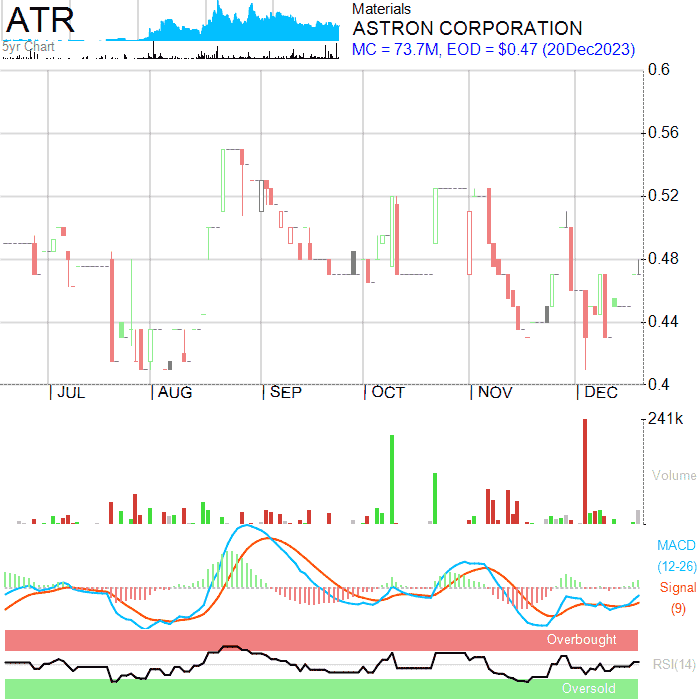 ATR
5yr Chart
Materials
ASTRON CORPORATION
MC = 73.7M, EOD = $0.47 (20Dec2023)
0.6
0.56
0.52
0.48
0.44
0.4
JUL AUG SEP OCT NOV DEC
241k
Volume
MACD
(12-26)
Signal
(9)
Overbought
RSI(14)
Oversold